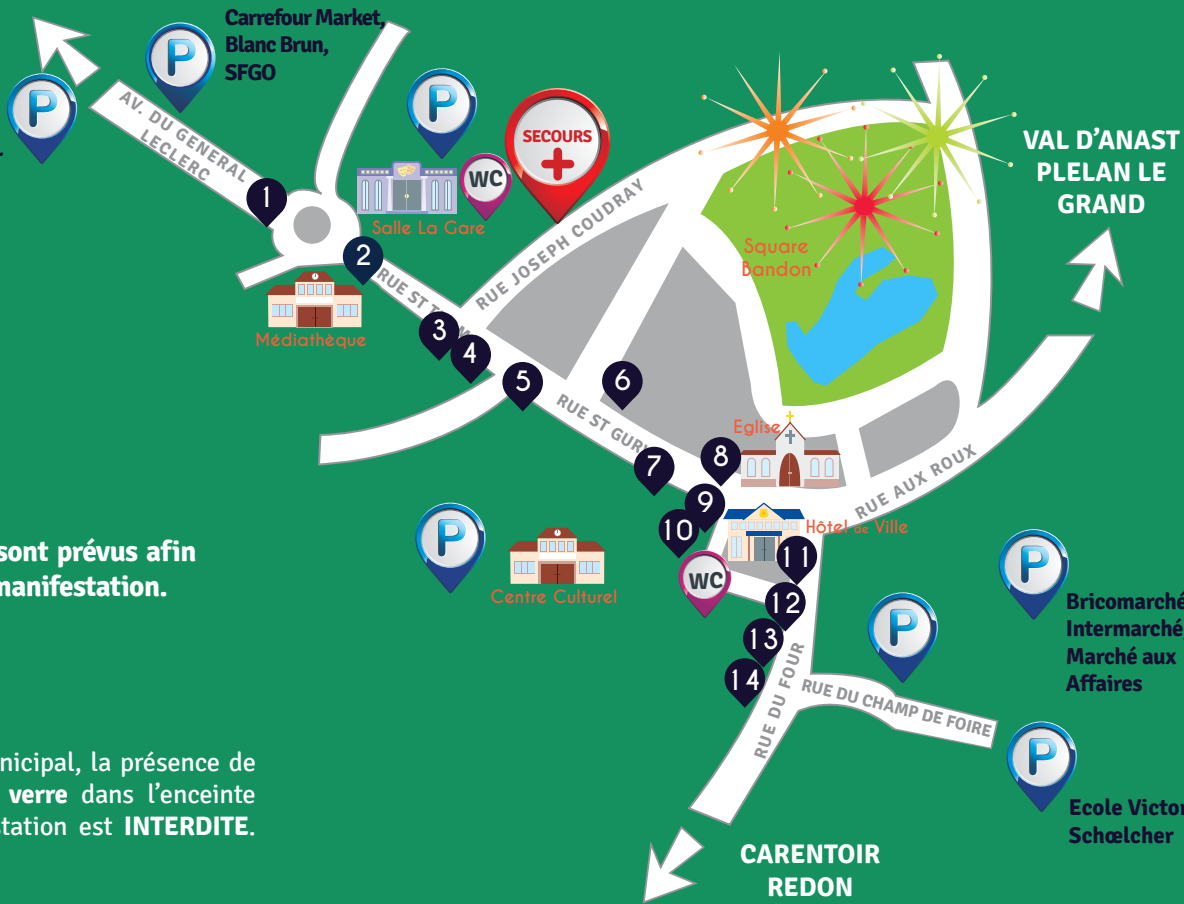 Carrefour Market,
Blanc Brun,
SFGO
P
P
P
AV. DU GENERAL
LECLERC
SECOURS
WC
1
Salle La Gare
2
RUE ST
Médiathèque
RUE JOSEPH COUDRAY
Square
Bandon
VAL D'ANAST
PLELAN LE
GRAND
3
4
5
6
RUE ST
Eglise
7
8
9
10
RUE AUX ROUX
Hôtel de Ville
11
WC
12
13
14
P
Centre Culturel
sont prévus afin
manifestation.
P
Bricomarché
Intermarché
Marché aux
Affaires
P
RUE DU FOUR
RUE DU CHAMP DE FOIRE
P
Ecole Victor
Schœlcher
la présence de
verre dans l'enceinte
est INTERDITE.
CARENTOIR
REDON